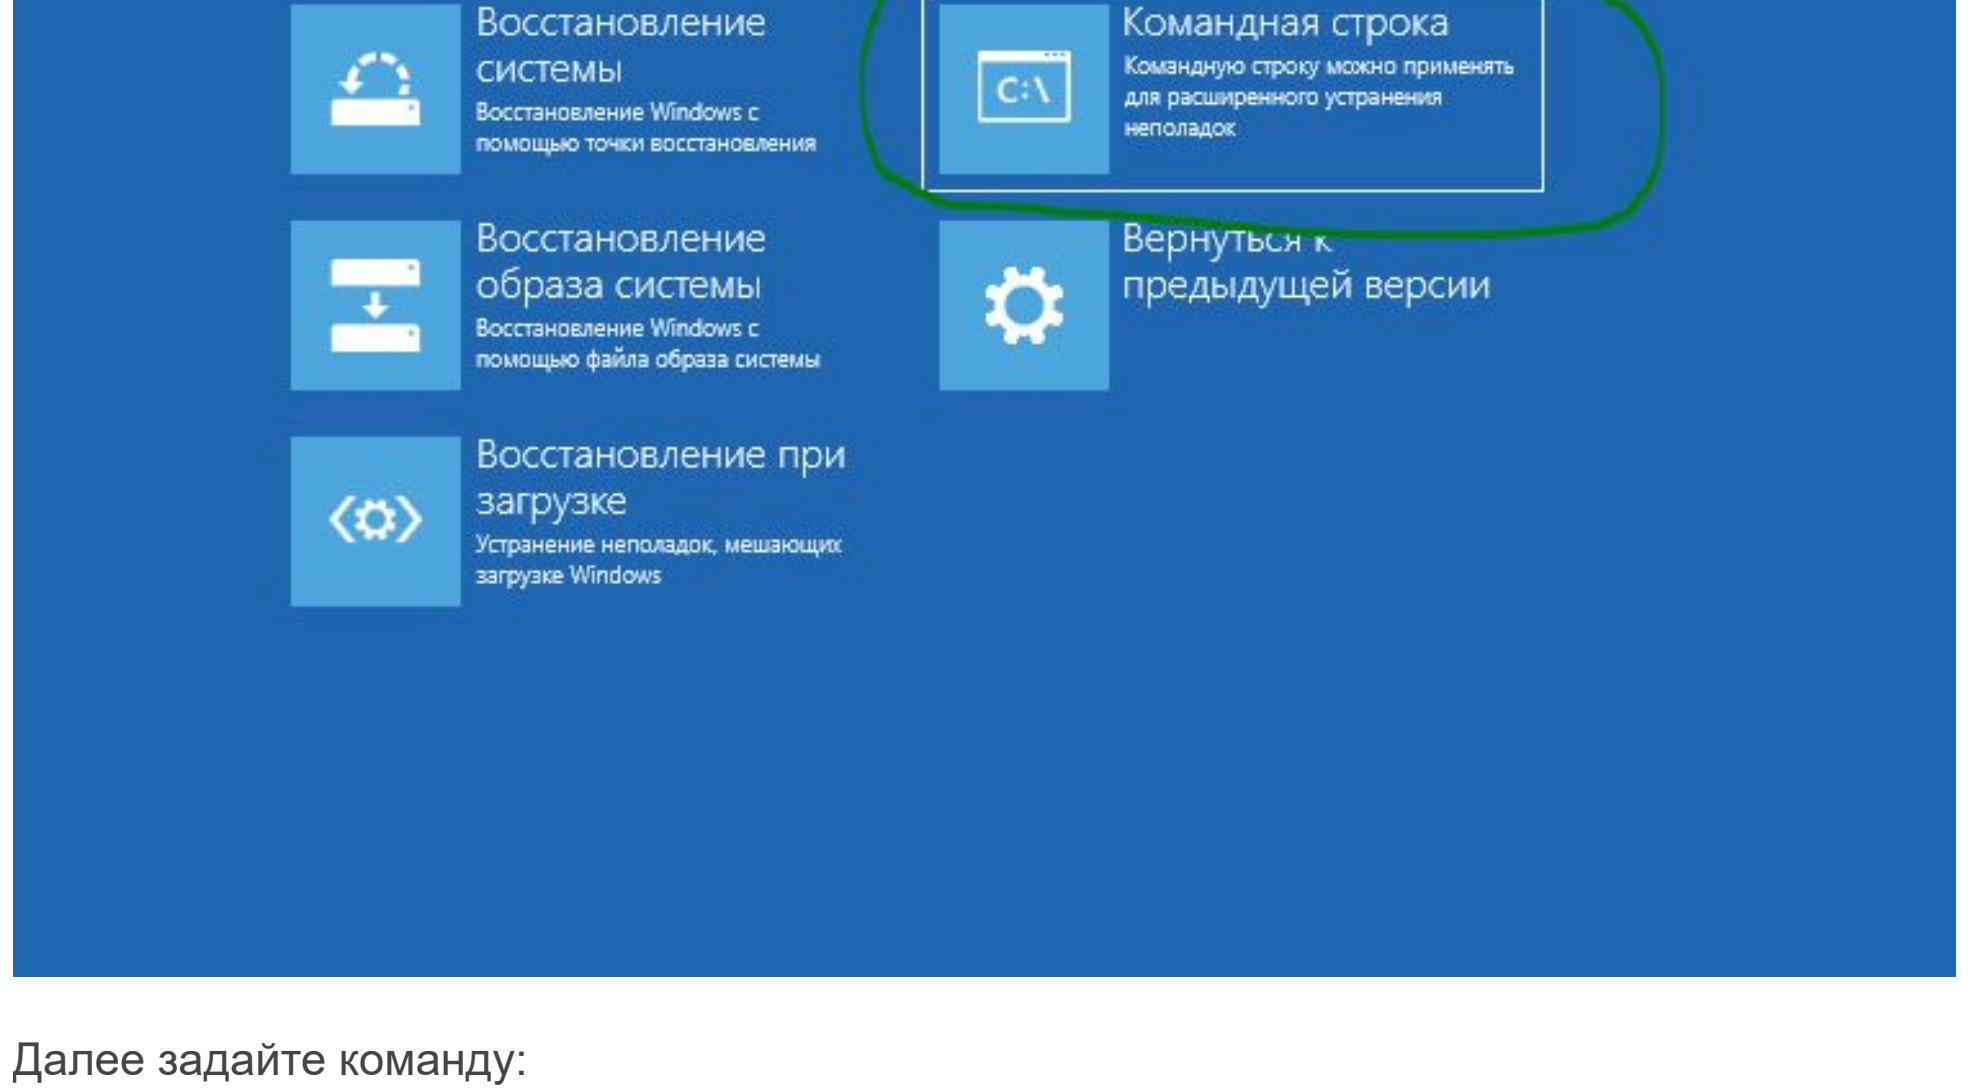 Восстановление
системы
Восстановление Windows с
помощью точки восстановления
Командная строка
Командную строку можно применять
для расширенного устранения
неполадок
C:\
Восстановление
образа системы
Восстановление Windows с
помощью файла образа системы
Вернуться к
предыдущей версии
Восстановление при
загрузке
Устранение неполадок, мешающих
загрузке Windows
Далее задайте команду: